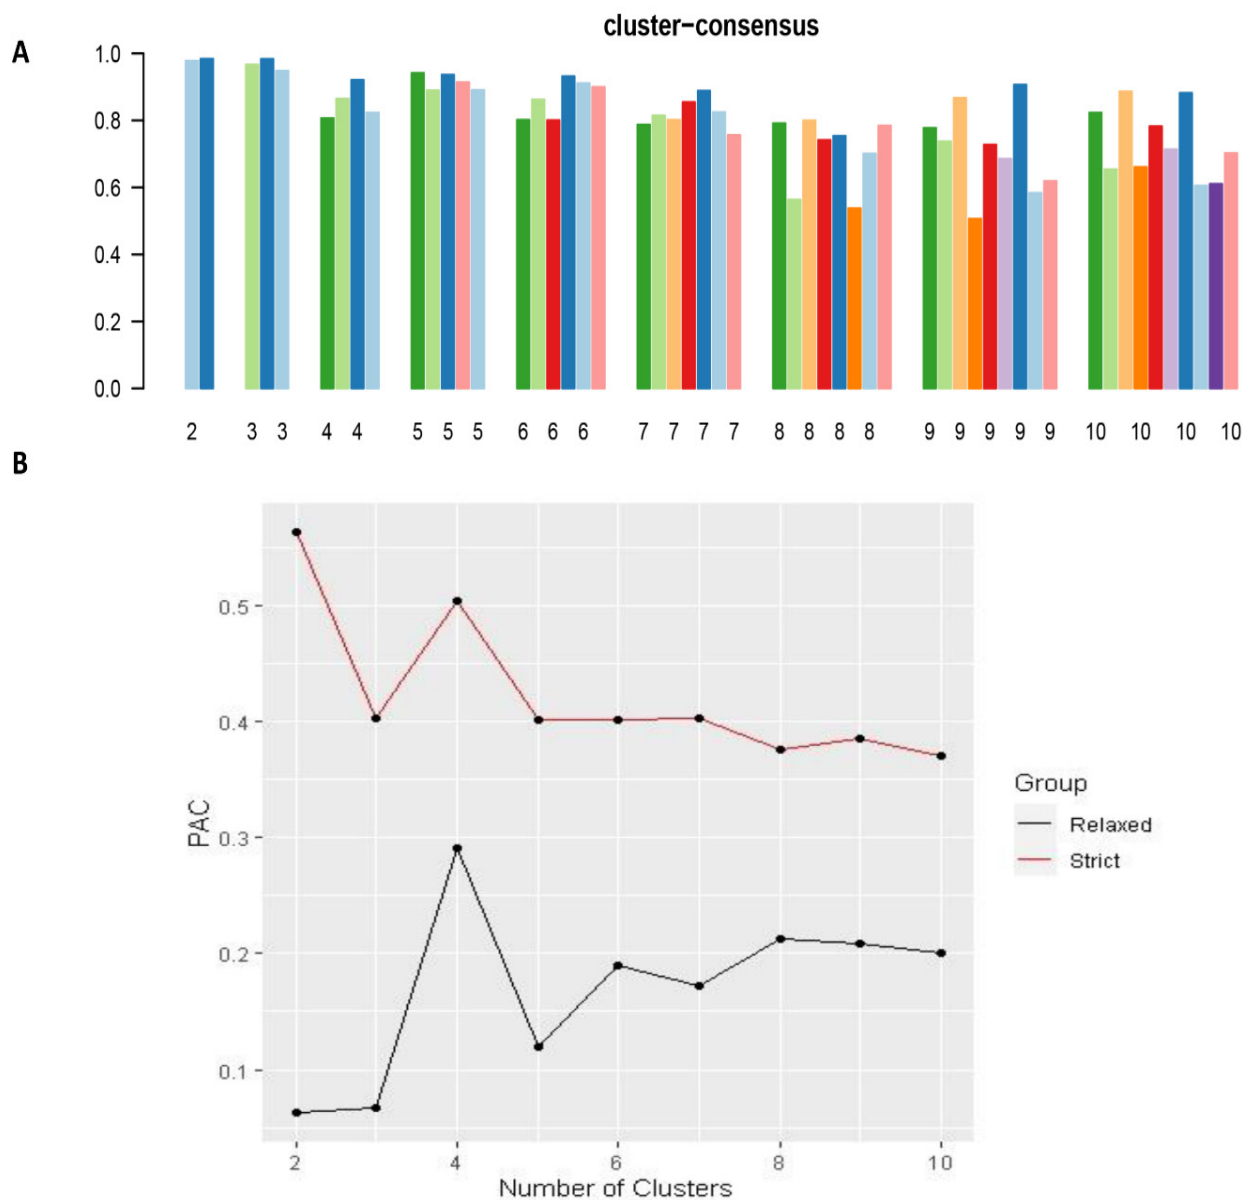 cluster-consensus
A
1.0
0.8
0.6
0.4
0.2
0.0
2 3 3 4 4 5 5 5 6 6 6 7 7 7 7 8 8 8 8 9 9 9 9 9 10 10 10 10
B
0.5
0.4
0.3
0.2
0.1
PAC
2 4 6 8 10
Number of Clusters
Group
Relaxed
Strict